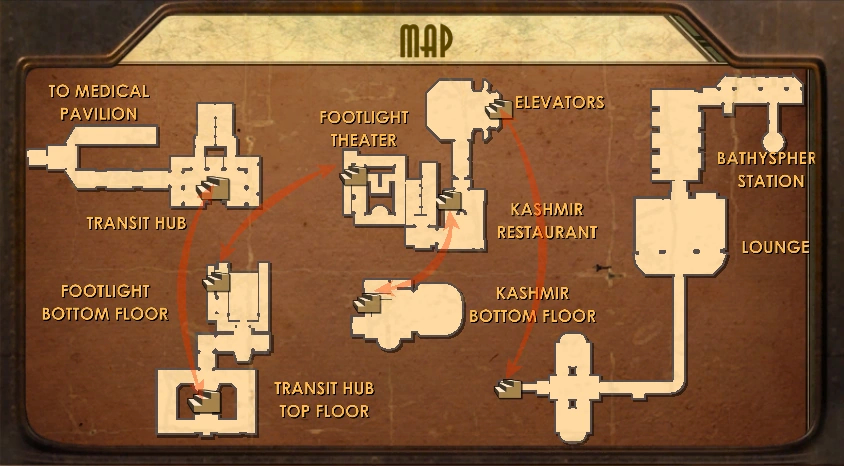 MAP
TO MEDICAL
PAVILION
FOOTLIGHT
THEATER
ELEVATORS
BATHYSPHER
STATION
TRANSIT HUB
KASHMIR
RESTAURANT
LOUNGE
FOOTLIGHT
BOTTOM FLOOR
KASHMIR
BOTTOM FLOOR
TRANSIT HUB
TOP FLOOR